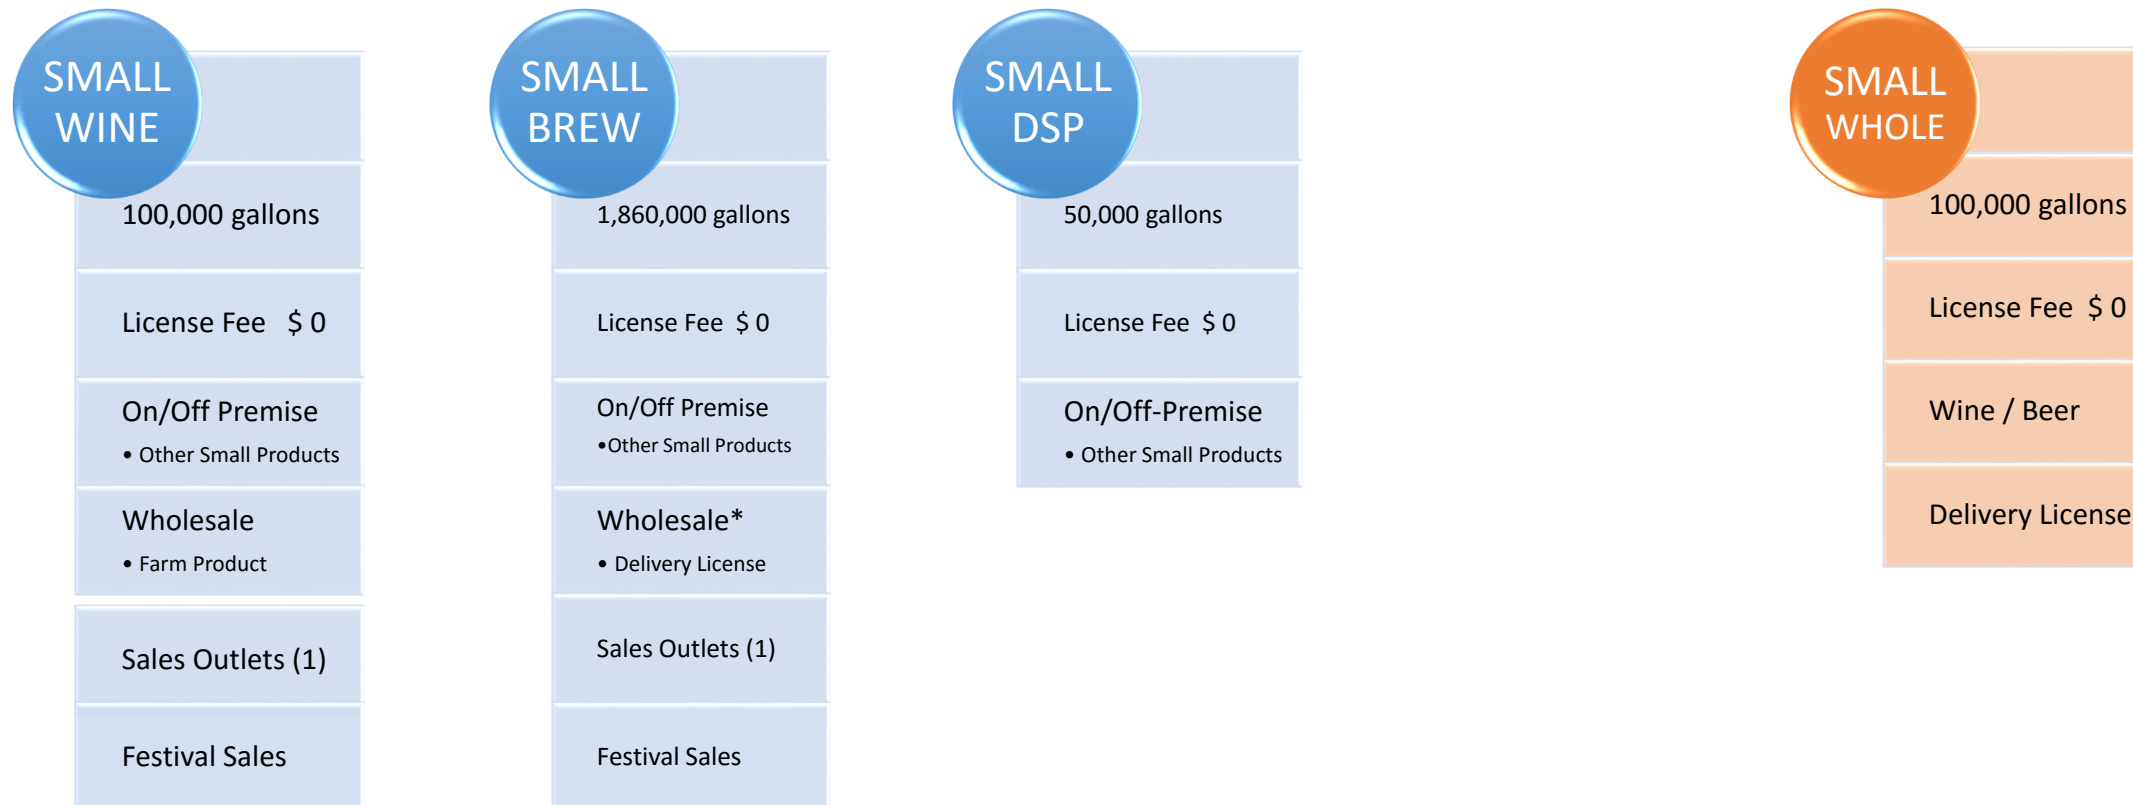 SMALL
WINE
100,000 gallons
License Fee $ 0
On/Off Premise
• Other Small Products
Wholesale
• Farm Product
Sales Outlets (1)
Festival Sales
SMALL
BREW
1,860,000 gallons
License Fee $ 0
On/Off Premise
•Other Small Products
Wholesale*
• Delivery License
Sales Outlets (1)
Festival Sales
SMALL
DSP
50,000 gallons
License Fee $ 0
On/Off-Premise
• Other Small Products
SMALL
WHOLE
100,000 gallons
License Fee $ 0
Wine / Beer
Delivery License